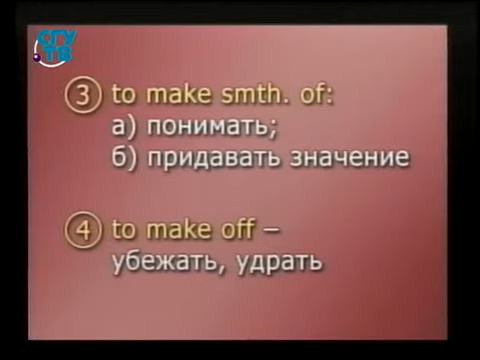 СГУ
ТВ
3 to make smth. of:
а) понимать;
б) придавать значение
4 to make off –
убежать, удрать